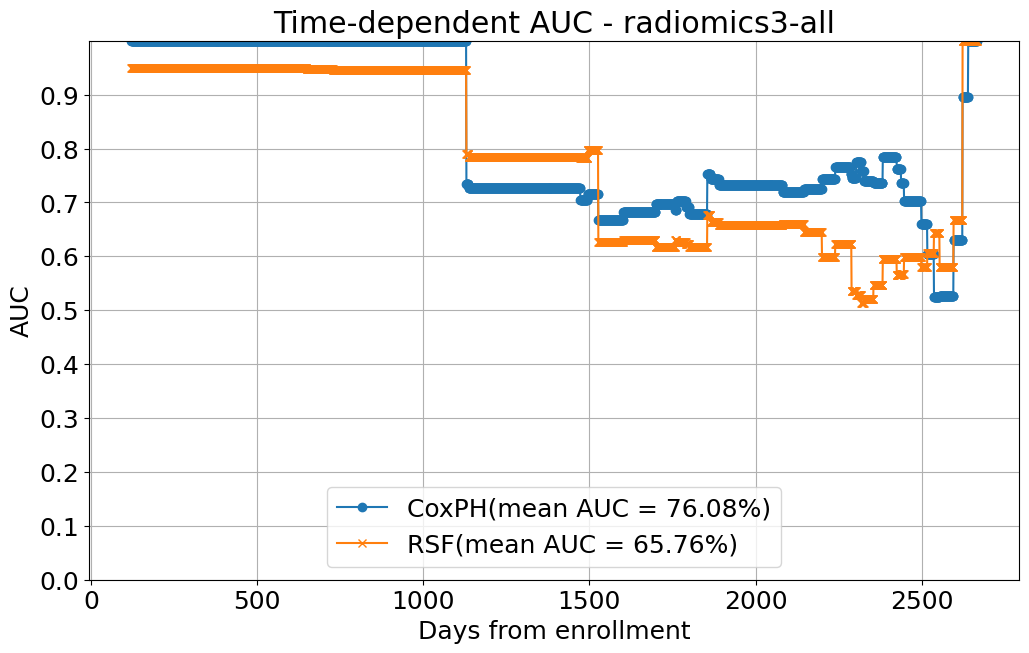 Time-dependent AUC - radiomics3-all
AUC
0.9
0.8
0.7
0.6
0.5
0.4
0.3
0.2
0.1
0.0
CoxPH(mean AUC = 76.08%)
RSF(mean AUC = 65.76%)
0 500 1000 1500 2000 2500
Days from enrollment